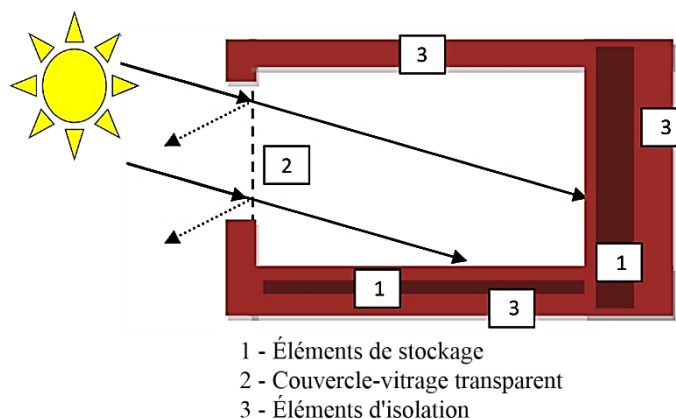 3
3
2
1
1
3
1 - Éléments de stockage
2 - Couvercle-vitrage transparent
3 - Éléments d'isolation